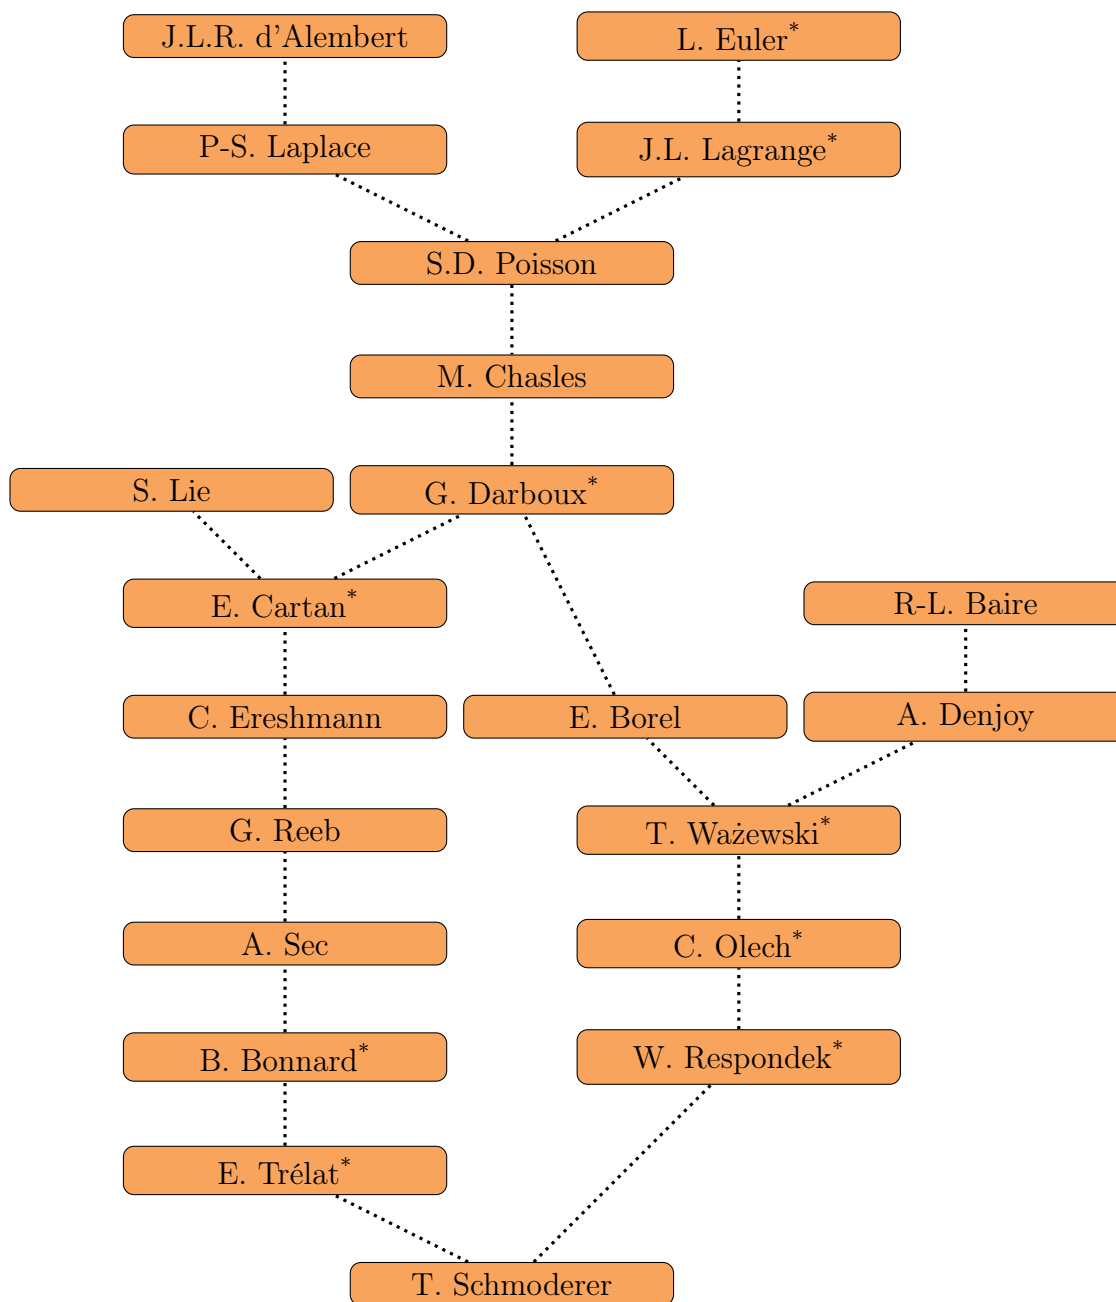 J.L.R. d'Alembert
L. Euler*
P-S. Laplace
J.L. Lagrange*
S.D. Poisson
M. Chasles
S. Lie
G. Darboux*
E. Cartan*
R-L. Baire
C. Ereshmann
E. Borel
A. Denjoy
G. Reeb
T. Ważewski*
A. Sec
C. Olech*
B. Bonnard*
W. Respondek*
E. Trélat*
T. Schmoderer